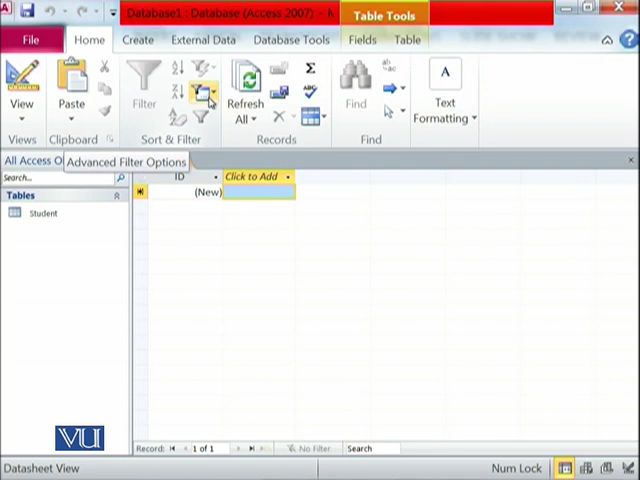 Database1 : Database (Access 2007) -
Table Tools
File
Home
Create
External Data
Database Tools
Fields
Table
View
Paste
Filter
Refresh
All
Find
Text
Formatting
Views
Clipboard
Sort & Filter
Records
Find
All Access O
Advanced Filter Options
Search...
ID
Click to Add
Tables
(New)
Student
VU
Record:
1 of 1
No Filter
Search
Datasheet View
Num Lock